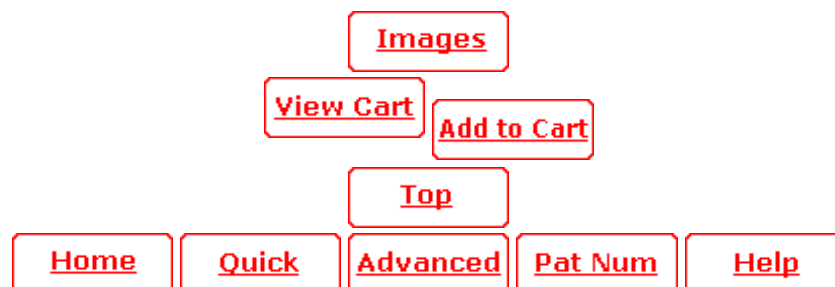 Images
View Cart
Add to Cart
Top
Home Quick Advanced Pat Num Help